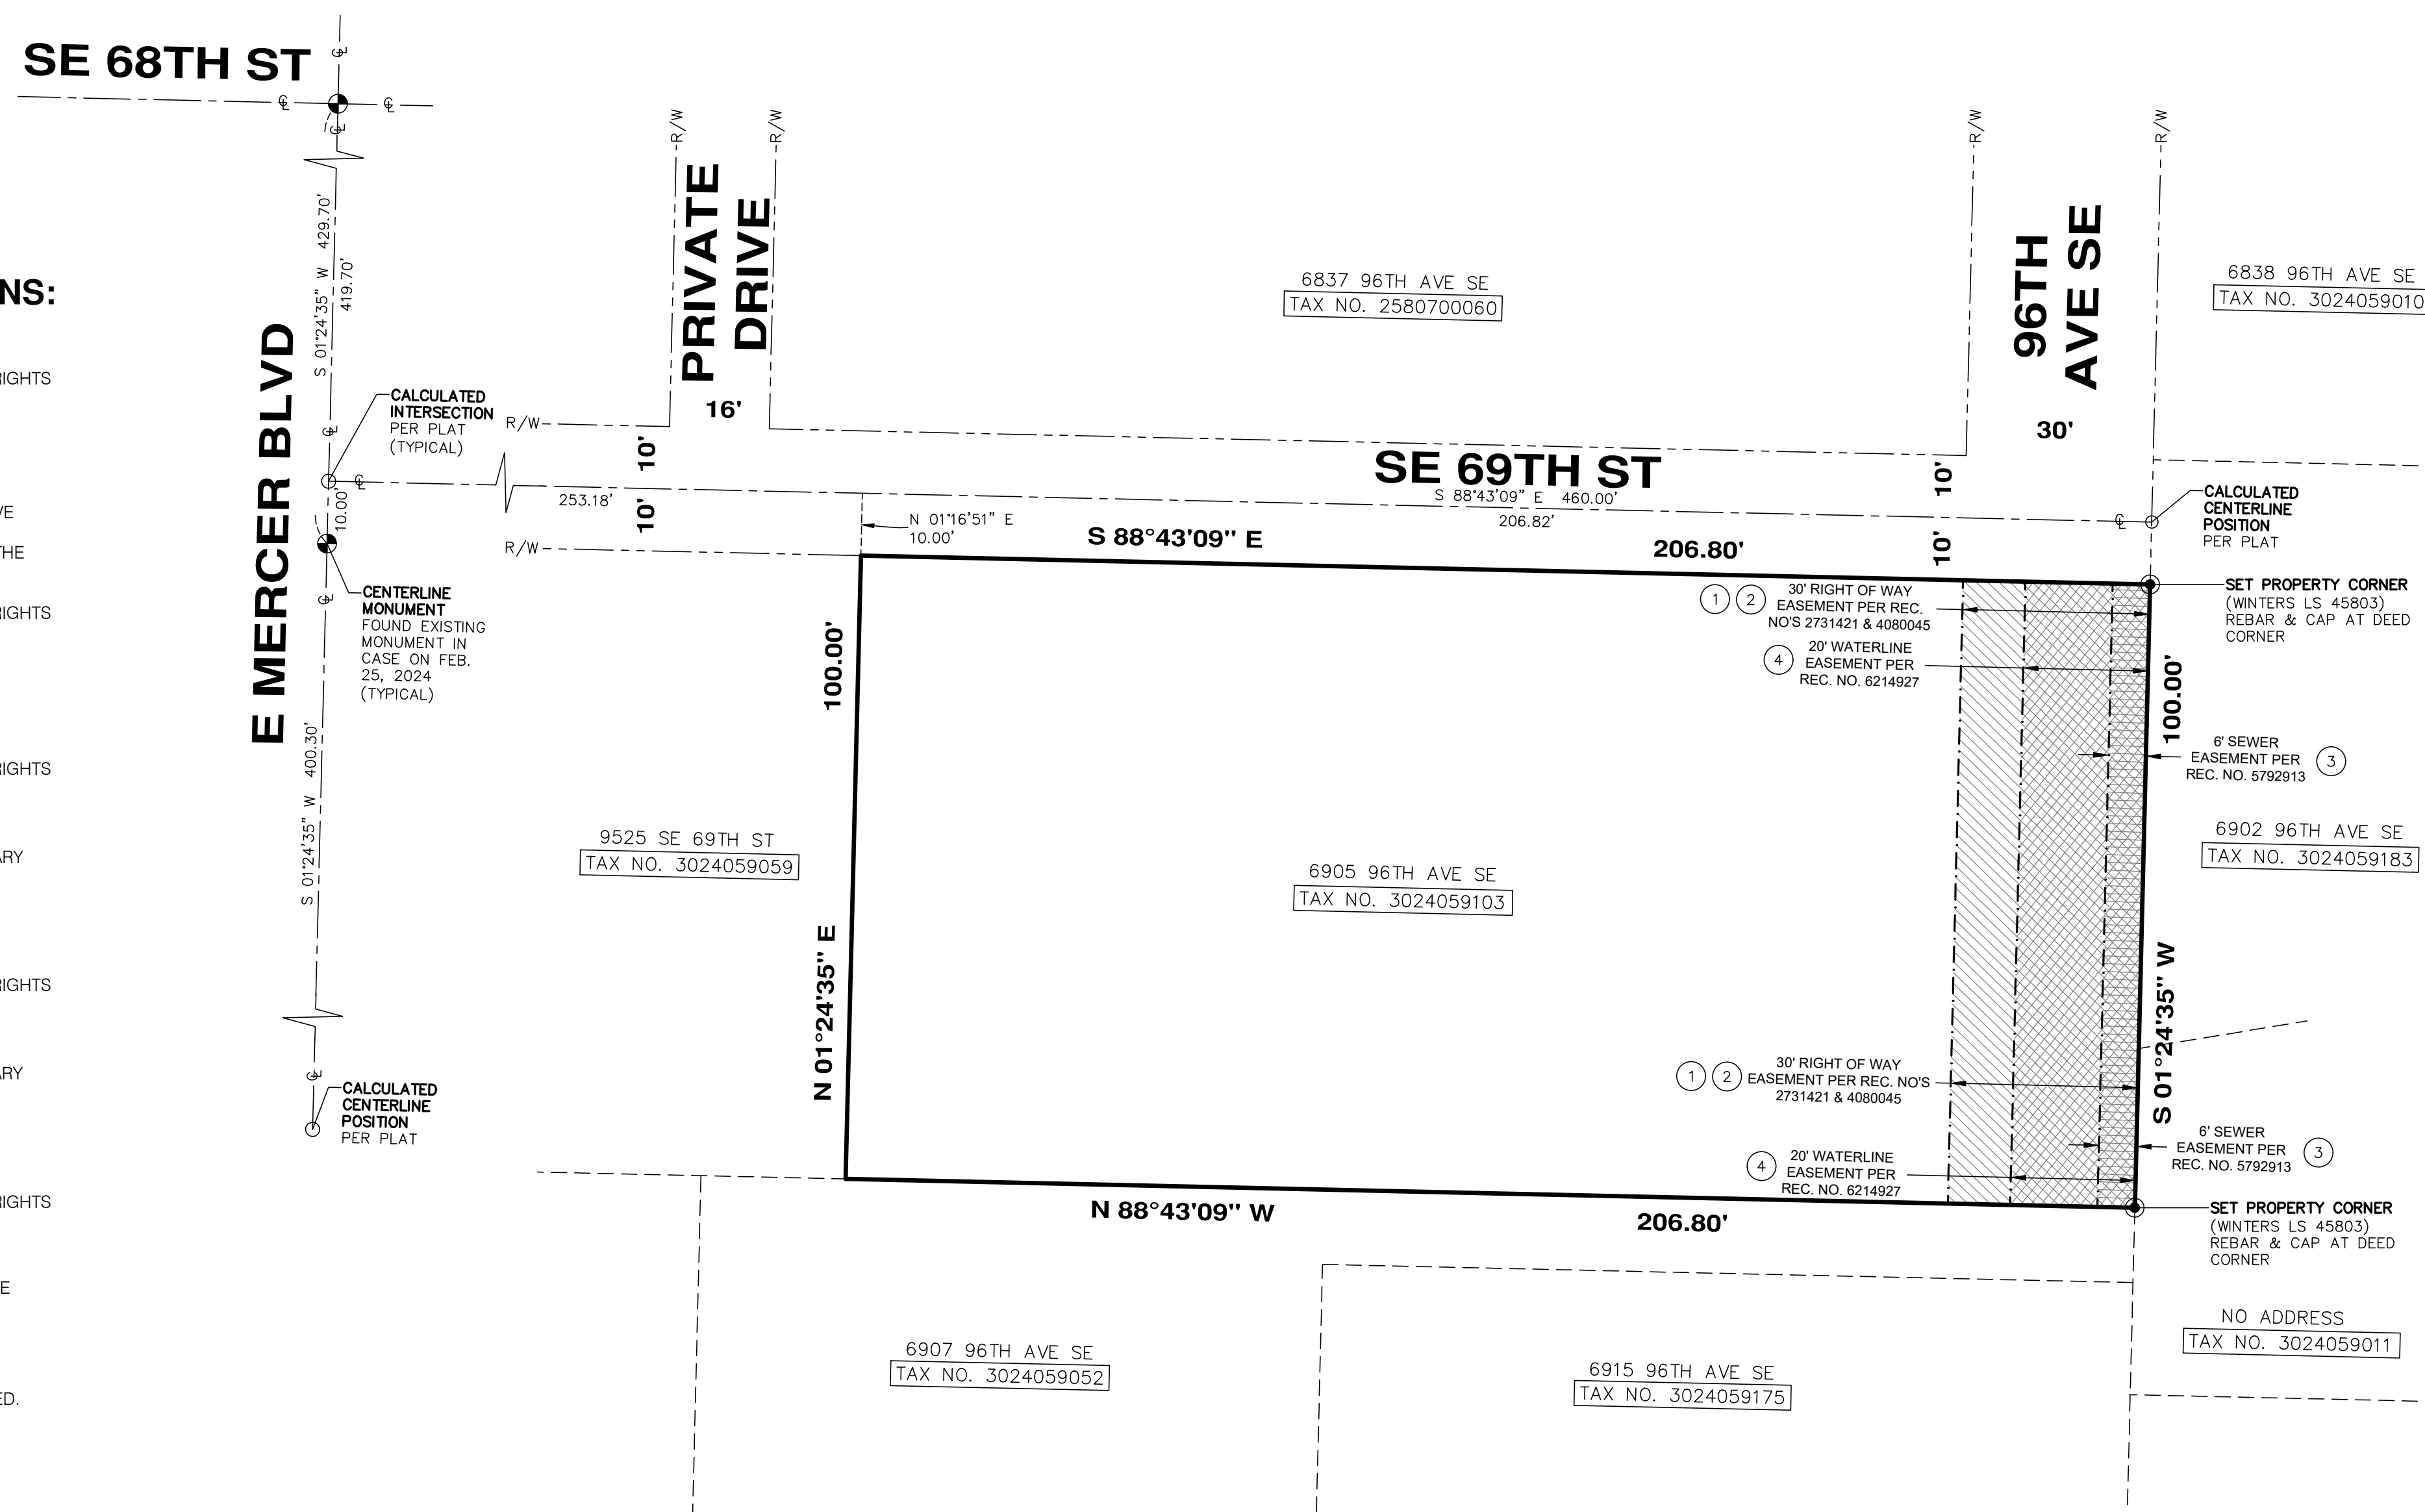 SE 68TH ST
NS:
RIGHTS
VE
THE
RIGHTS
RIGHTS
ARY
RIGHTS
ARY
RIGHTS
E
ED.
E MERCER BLVD
S 01°24'35" W 429.70'
419.70'
10.00'
S 01°24'35" W 400.30'
CALCULATED
INTERSECTION
PER PLAT
(TYPICAL)
CENTERLINE
MONUMENT
FOUND EXISTING
MONUMENT IN
CASE ON FEB.
25, 2024
(TYPICAL)
CALCULATED
CENTERLINE
POSITION
PER PLAT
R/W
R/W
PRIVATE
DRIVE
16'
R/W
R/W
10'
10'
253.18'
6837 96TH AVE SE
TAX NO. 2580700060
R/W
R/W
96TH
AVE SE
30'
6838 96TH AVE SE
TAX NO. 3024059010
SE 69TH ST
S 88°43'09" E 460.00'
206.82'
10'
10'
N 01°16'51" E
10.00'
S 88°43'09" E
206.80'
CALCULATED
CENTERLINE
POSITION
PER PLAT
SET PROPERTY CORNER
(WINTERS LS 45803)
REBAR & CAP AT DEED
CORNER
1 2
30' RIGHT OF WAY
EASEMENT PER REC.
NO'S 2731421 & 4080045
4
20' WATERLINE
EASEMENT PER
REC. NO. 6214927
100.00'
N 01°24'35" E
100.00'
S 01°24'35" W
6' SEWER
EASEMENT PER
REC. NO. 5792913
3
9525 SE 69TH ST
TAX NO. 3024059059
6905 96TH AVE SE
TAX NO. 3024059103
6902 96TH AVE SE
TAX NO. 3024059183
1 2
30' RIGHT OF WAY
EASEMENT PER REC. NO'S
2731421 & 4080045
4
20' WATERLINE
EASEMENT PER
REC. NO. 6214927
6' SEWER
EASEMENT PER
REC. NO. 5792913
3
N 88°43'09" W
206.80'
SET PROPERTY CORNER
(WINTERS LS 45803)
REBAR & CAP AT DEED
CORNER
6907 96TH AVE SE
TAX NO. 3024059052
6915 96TH AVE SE
TAX NO. 3024059175
NO ADDRESS
TAX NO. 3024059011